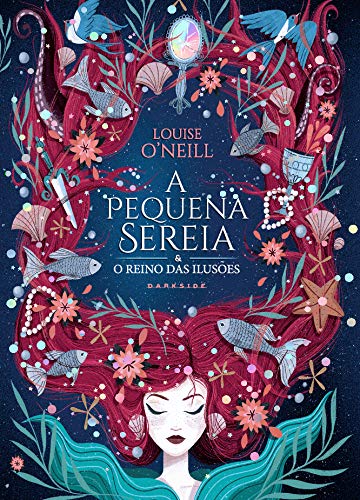 LOUISE
O'NEILL
A
PEQUENA
SEREIA
&
O REINO DAS ILUSÕES
DARKSIDE